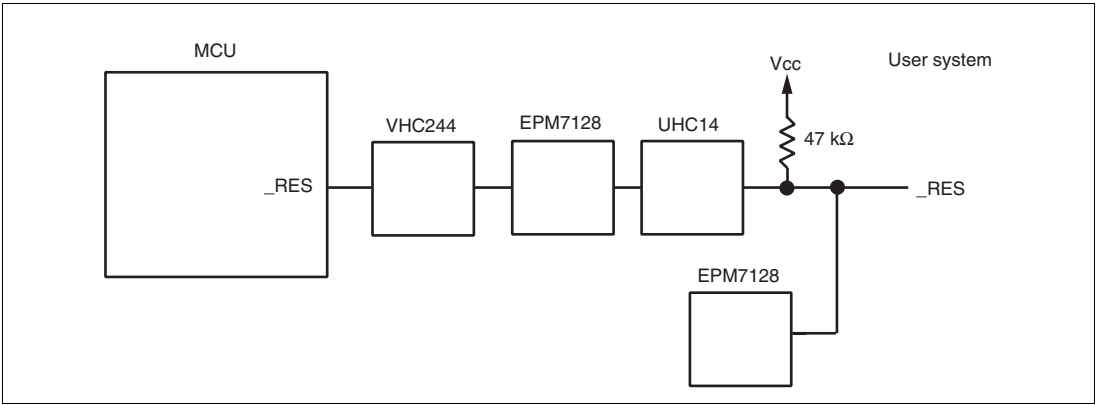 MCU
Vcc
User system
VHC244
EPM7128
UHC14
47 kΩ
_RES
_RES
EPM7128